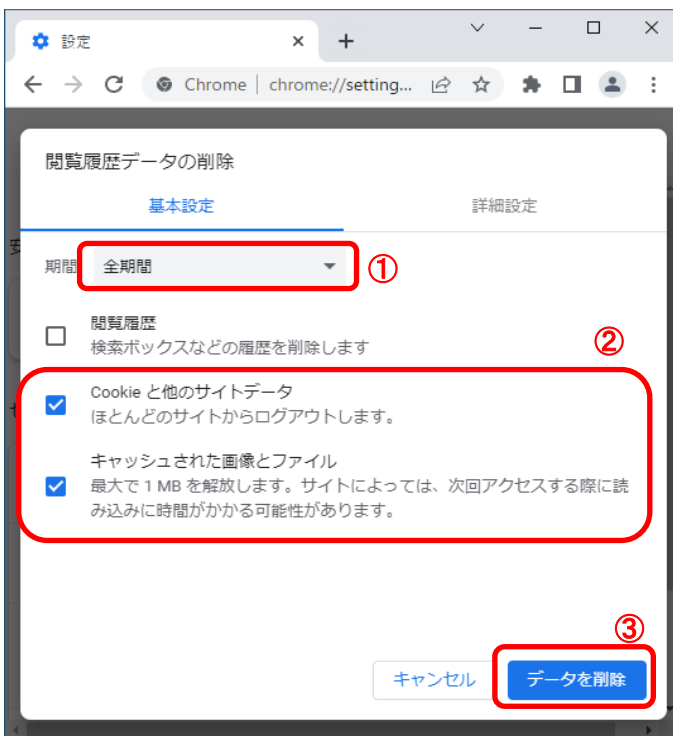 設定
Chrome | chrome://setting...
閲覧履歴データの削除
基本設定
詳細設定
期間
全期間
①
閲覧履歴
検索ボックスなどの履歴を削除します
②
Cookie と他のサイトデータ
ほとんどのサイトからログアウトします。
キャッシュされた画像とファイル
最大で 1 MB を解放します。サイトによっては、次回アクセスする際に読
み込みに時間がかかる可能性があります。
③
キャンセル
データを削除